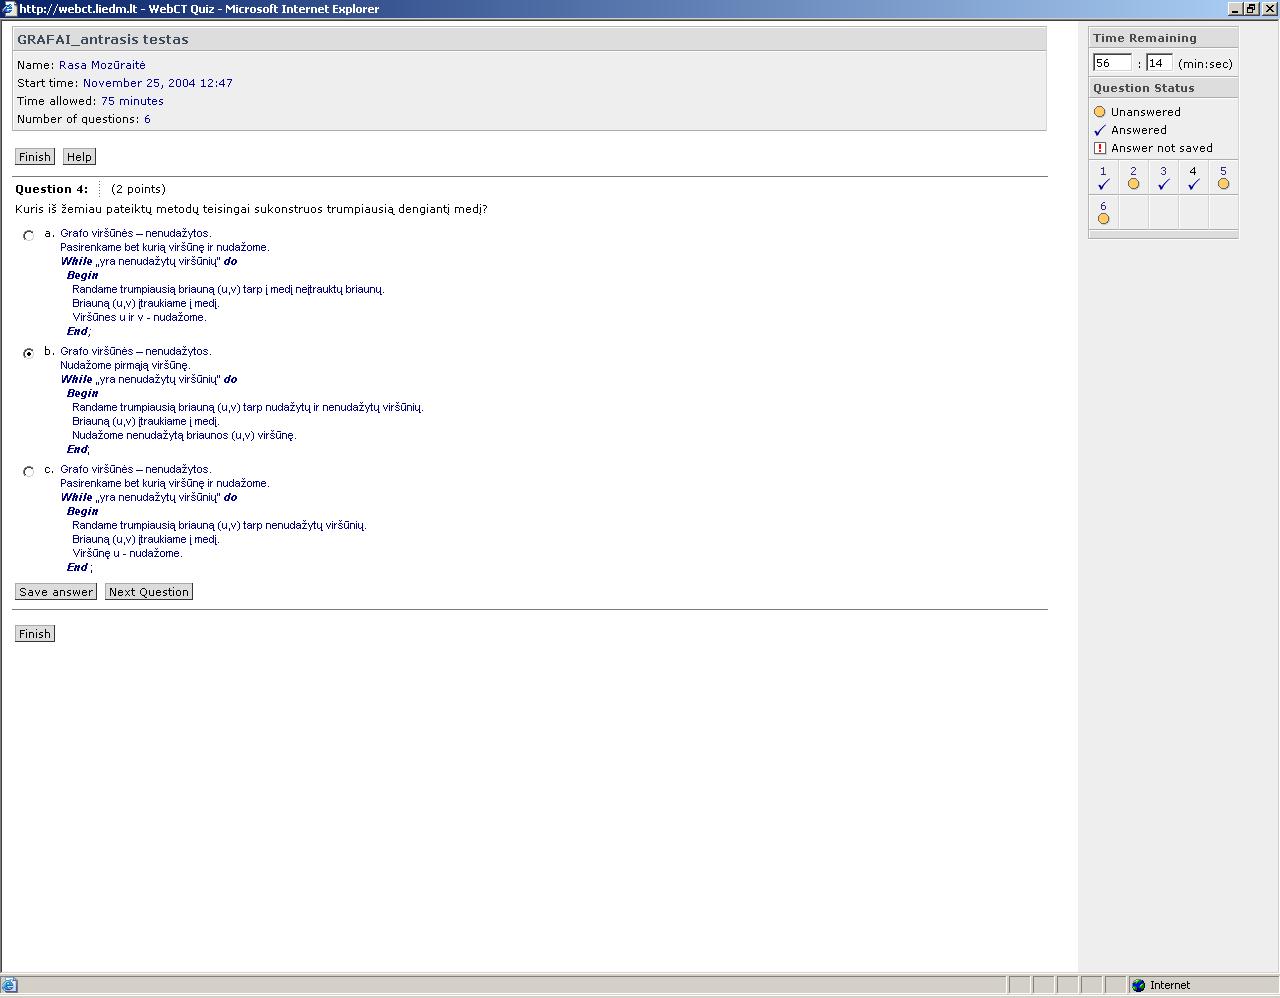 http://webct.liedm.lt - WebCT Quiz - Microsoft Internet Explorer
GRAFAI_antrasis testas
Name: Rasa Mozūraitė
Start time: November 25, 2004 12:47
Time allowed: 75 minutes
Number of questions: 6
Finish Help
Question 4: (2 points)
Kuris iš žemiau pateiktų metodų teisingai sukonstruos trumpiausią dengiantį medį?
a. Grafo viršūnės – nenudažytos.
Pasirenkame bet kurią viršūnę ir nudažome.
While „yra nenudažytų viršūnių" do
Begin
Randame trumpiausią briauną (u,v) tarp į medį neįtrauktų briaunų.
Briauną (u,v) įtraukiame į medį.
Viršūnes u ir v - nudažome.
End;
b. Grafo viršūnės – nenudažytos.
Nudažome pirmąją viršūnę.
While „yra nenudažytų viršūnių" do
Begin
Randame trumpiausią briauną (u,v) tarp nudažytų ir nenudažytų viršūnių.
Briauną (u,v) įtraukiame į medį.
Nudažome nenudažytą briaunos (u,v) viršūnę.
End;
c. Grafo viršūnės – nenudažytos.
Pasirenkame bet kurią viršūnę ir nudažome.
While „yra nenudažytų viršūnių" do
Begin
Randame trumpiausią briauną (u,v) tarp nenudažytų viršūnių.
Briauną (u,v) įtraukiame į medį.
Viršūnę u - nudažome.
End ;
Save answer Next Question
Finish
Time Remaining
56 : 14 (min:sec)
Question Status
Unanswered
Answered
! Answer not saved
1 2 3 4 5
6
Internet